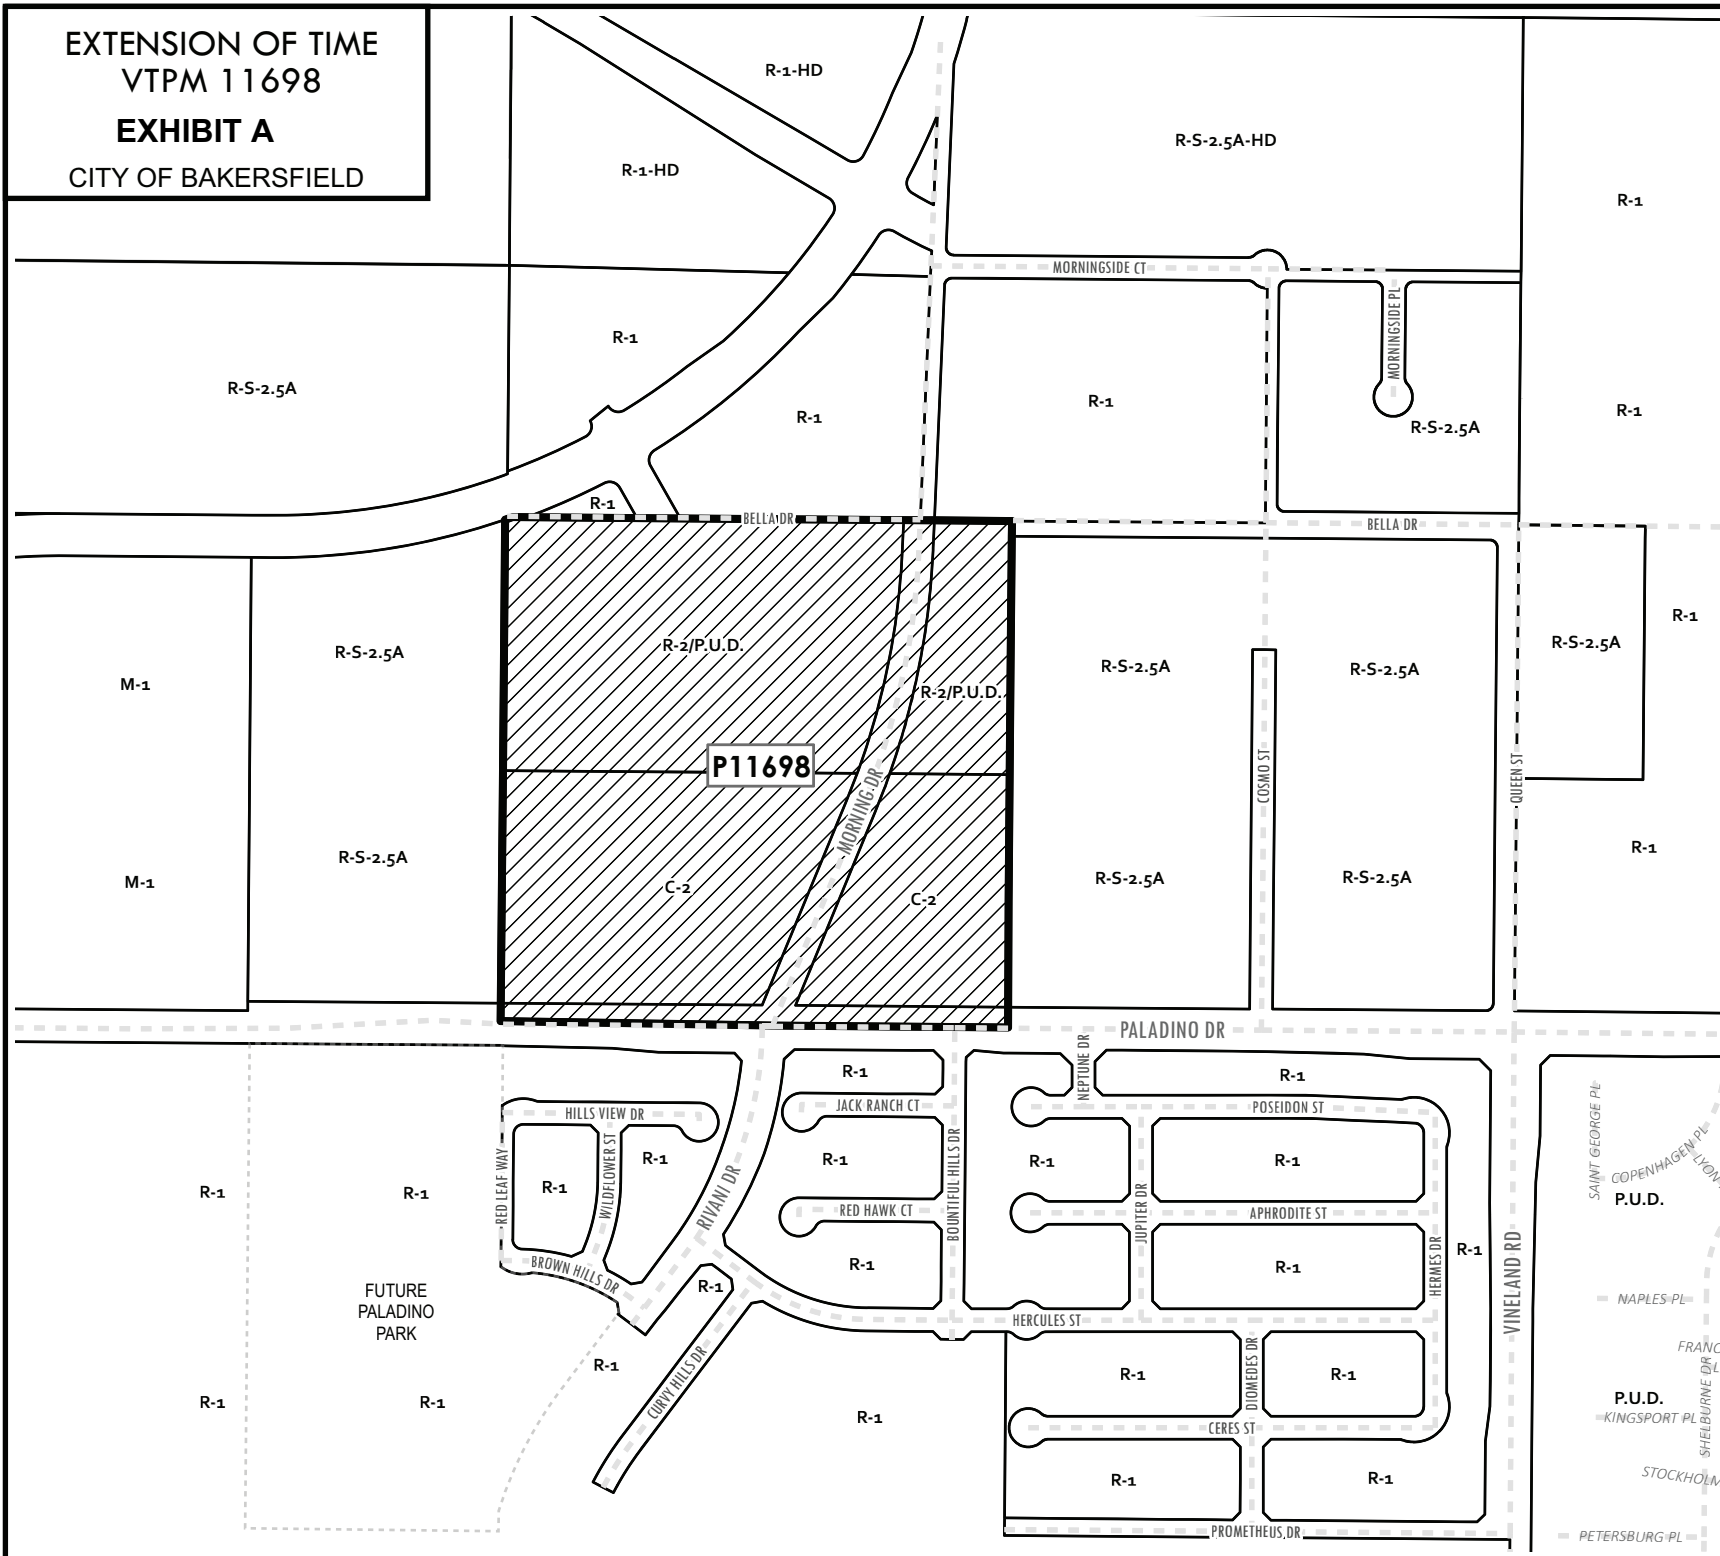 EXTENSION OF TIME
VTPM 11698
EXHIBIT A
CITY OF BAKERSFIELD
R-1-HD
R-S-2.5A-HD
R-1-HD
R-1
MORNINGSIDE CT
MORNINGSIDE PL
R-1
R-S-2.5A
R-1
R-1
R-1
R-S-2.5A
R-1
R-1
BELLA DR
BELLA DR
R-1
R-S-2.5A
R-2/P.U.D.
R-S-2.5A
R-S-2.5A
R-S-2.5A
M-1
R-2/P.U.D.
P11698
COSMO ST
QUEEN ST
MORNING DR
R-1
R-S-2.5A
M-1
C-2
C-2
R-S-2.5A
R-S-2.5A
PALADINO DR
NEPTUNE DR
R-1
R-1
HILLS VIEW DR
JACK RANCH CT
POSEIDON ST
SAINT GEORGE PL
COPENHAGEN PL
RED LEAF WAY
WILDFLOWER ST
R-1
R-1
R-1
R-1
R-1
R-1
R-1
RIVANI DR
BOUNTIFUL HILLS DR
JUPITER DR
P.U.D.
RED HAWK CT
APHRODITE ST
HERMES DR
R-1
VINELAND RD
BROWN HILLS DR
R-1
R-1
R-1
FUTURE
PALADINO
PARK
NAPLES PL
HERCULES ST
SHELBURNE DR
R-1
CURVY HILLS DR
DIOMEDES DR
R-1
R-1
R-1
R-1
R-1
P.U.D.
KINGSPORT PL
CERES ST
R-1
R-1
STOCKHOLM
PROMETHEUS DR
PETERSBURG PL